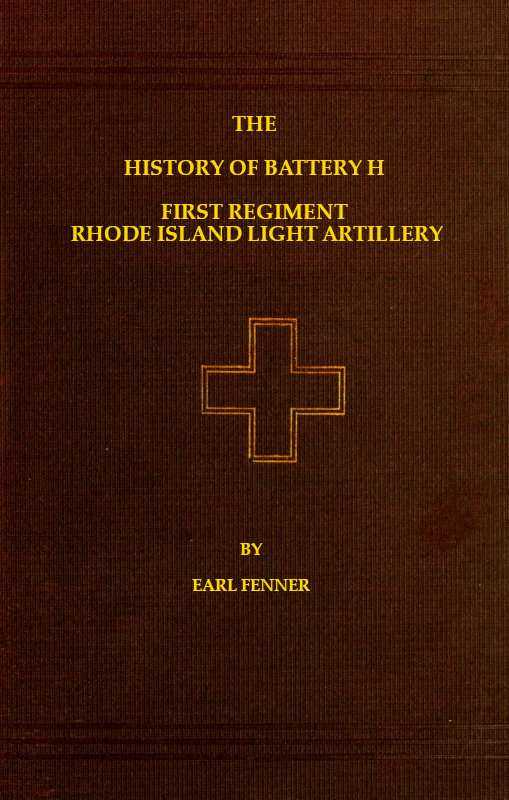 THE
HISTORY OF BATTERY H
FIRST REGIMENT
RHODE ISLAND LIGHT ARTILLERY
BY
EARL FENNER